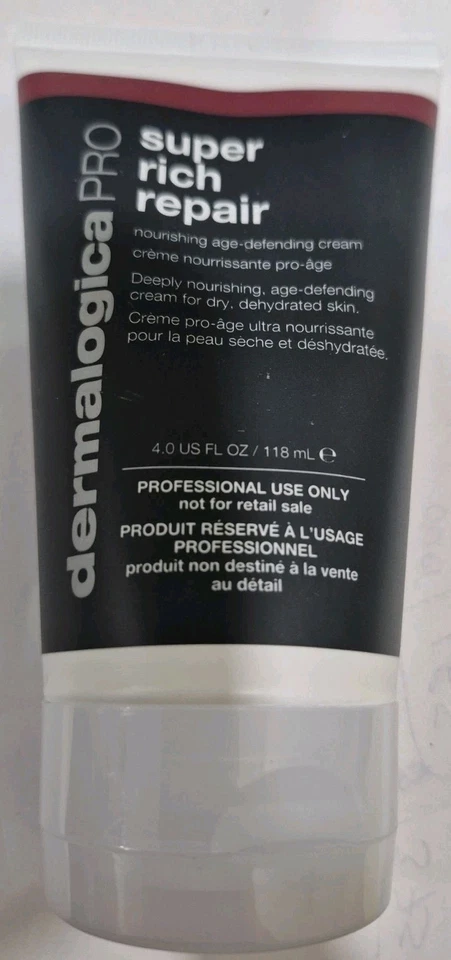 dermalogica PRO
super
rich
repair
nourishing age-defending cream
crème nourrissante pro-âge
Deeply nourishing, age-defending
cream for dry, dehydrated skin.
Crème pro-âge ultra nourrissante
pour la peau sèche et déshydratée.
4.0 US FL OZ / 118 mL ℮
PROFESSIONAL USE ONLY
not for retail sale
PRODUIT RÉSERVÉ À L'USAGE
PROFESSIONNEL
produit non destiné à la vente
au détail